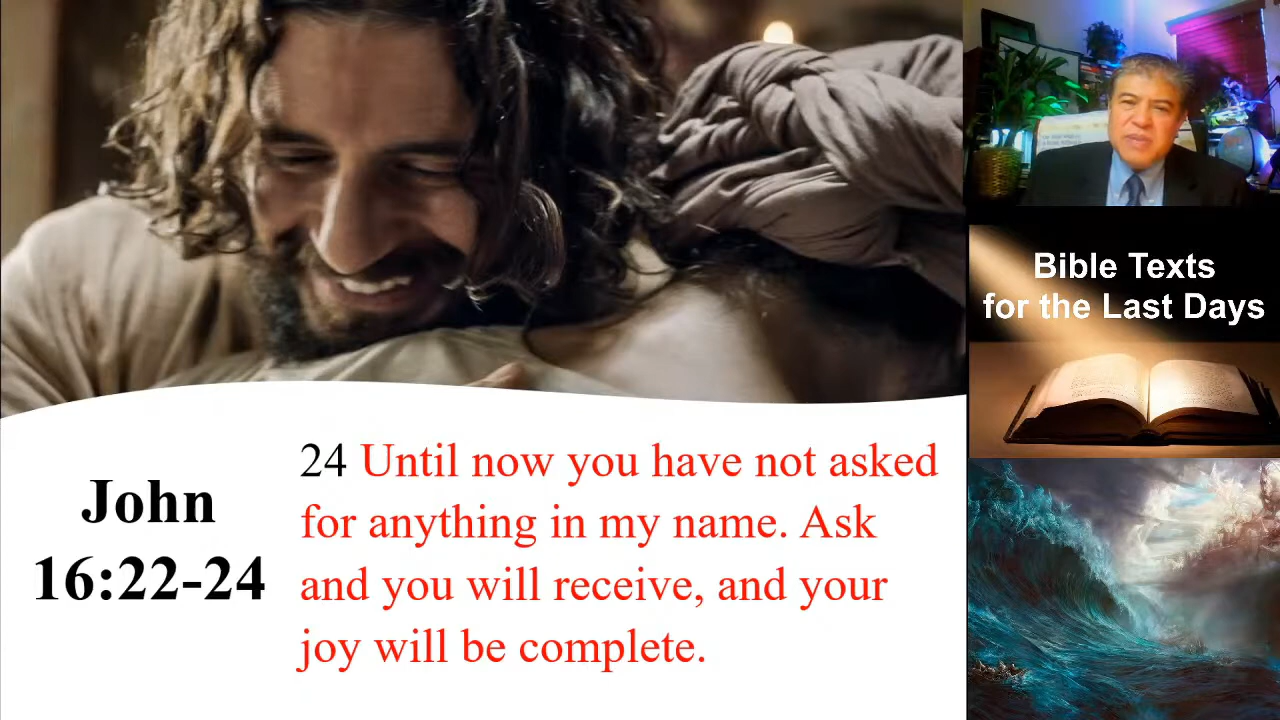 Bible Texts
for the Last Days
John
16:22-24
24 Until now you have not asked
for anything in my name. Ask
and you will receive, and your
joy will be complete.